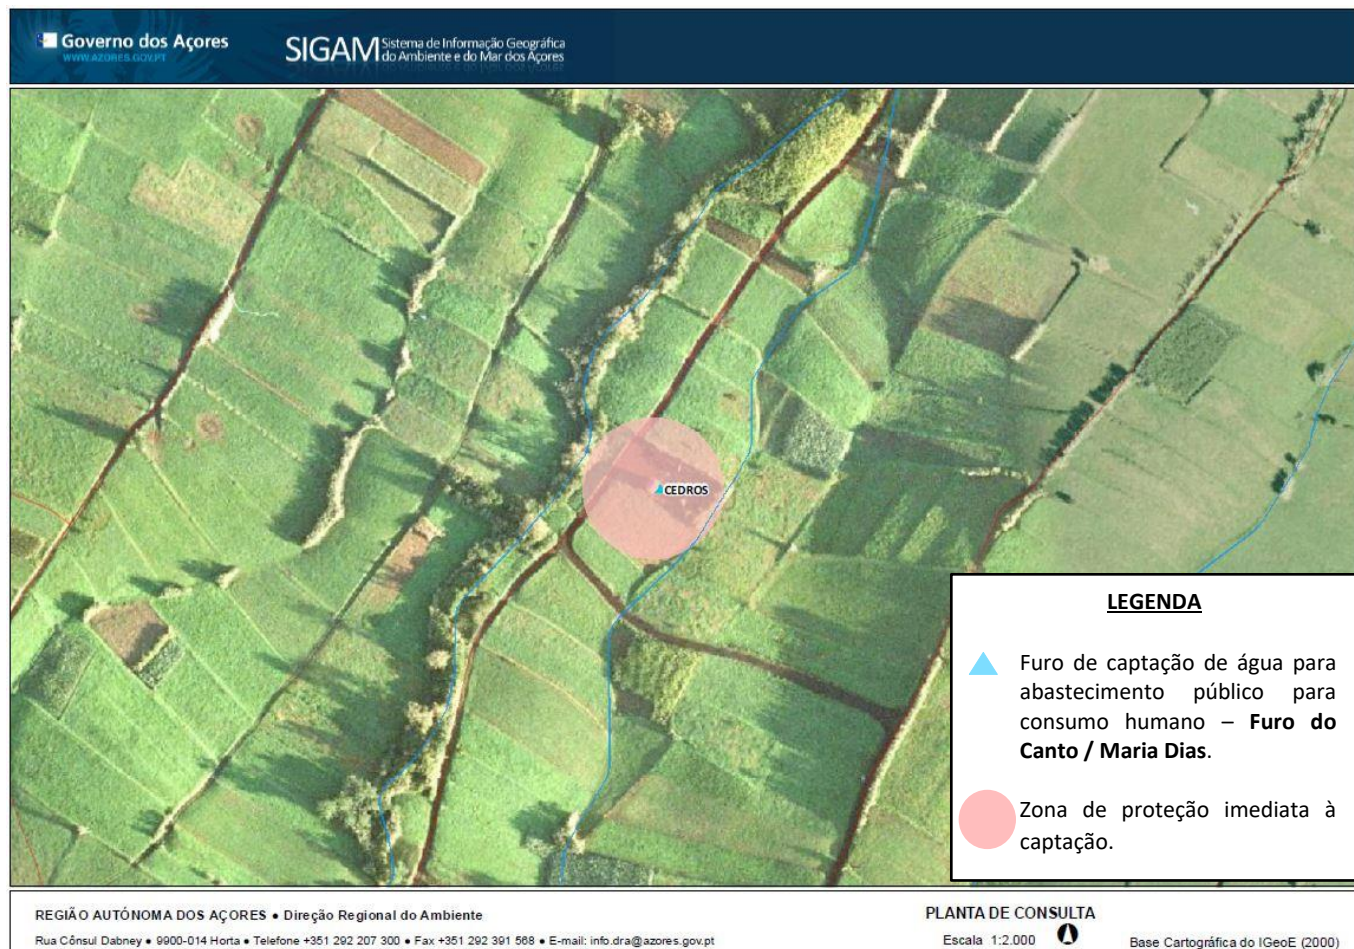 Governo dos Açores
WWW.AZORES.GOV.PT
SIGAM Sistema de Informação Geográfica
do Ambiente e do Mar dos Açores
CEDROS
LEGENDA
Furo de captação de água para
abastecimento público para
consumo humano – Furo do
Canto / Maria Dias.
Zona de proteção imediata à
captação.
REGIÃO AUTÓNOMA DOS AÇORES • Direção Regional do Ambiente
Rua Cônsul Dabney • 9900-014 Horta • Telefone +351 292 207 300 • Fax +351 292 391 568 • E-mail: info.dra@azores.gov.pt
PLANTA DE CONSULTA
Escala 1:2.000
Base Cartográfica do IGeoE (2000)